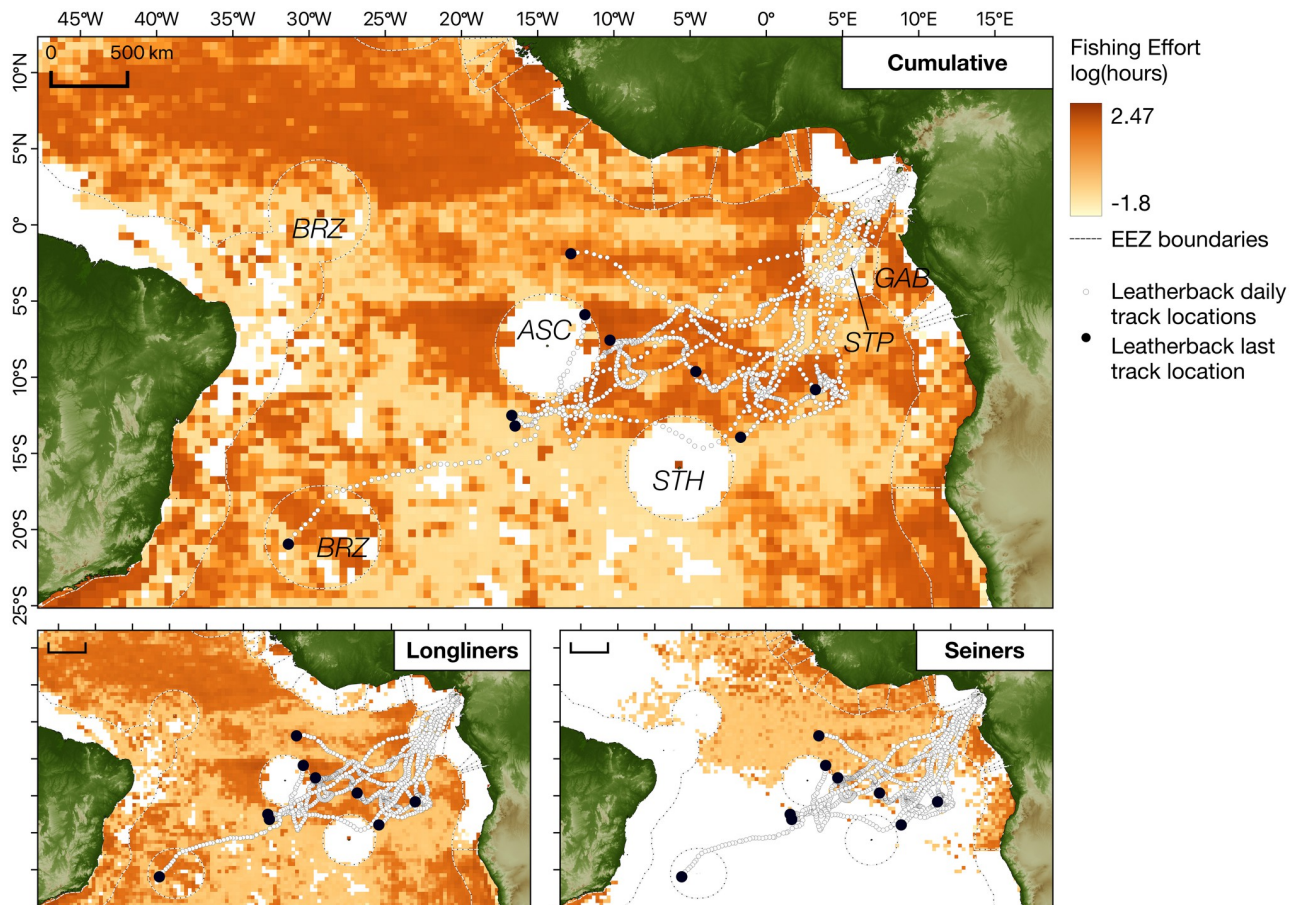 45°W 40°W 35°W 30°W 25°W 20°W 15°W 10°W 5°W 0° 5°E 10°E 15°E
0 500 km
Cumulative
10°N
5°N
0°
5°S
10°S
15°S
20°S
25°S
BRZ
GAB
ASC
STP
STH
BRZ
Fishing Effort
log(hours)
2.47
-1.8
EEZ boundaries
Leatherback daily
track locations
Leatherback last
track location
Longliners
Seiners